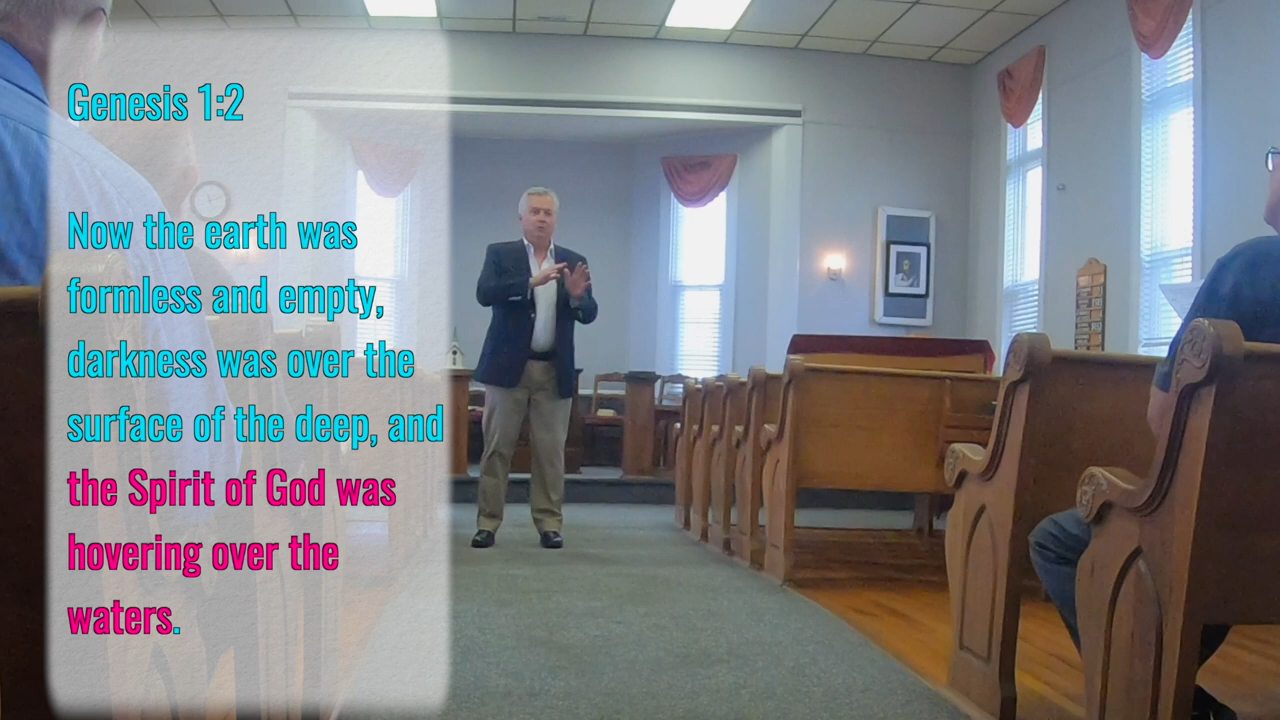 Genesis 1:2
Now the earth was
formless and empty,
darkness was over the
surface of the deep, and
the Spirit of God was
hovering over the
waters.